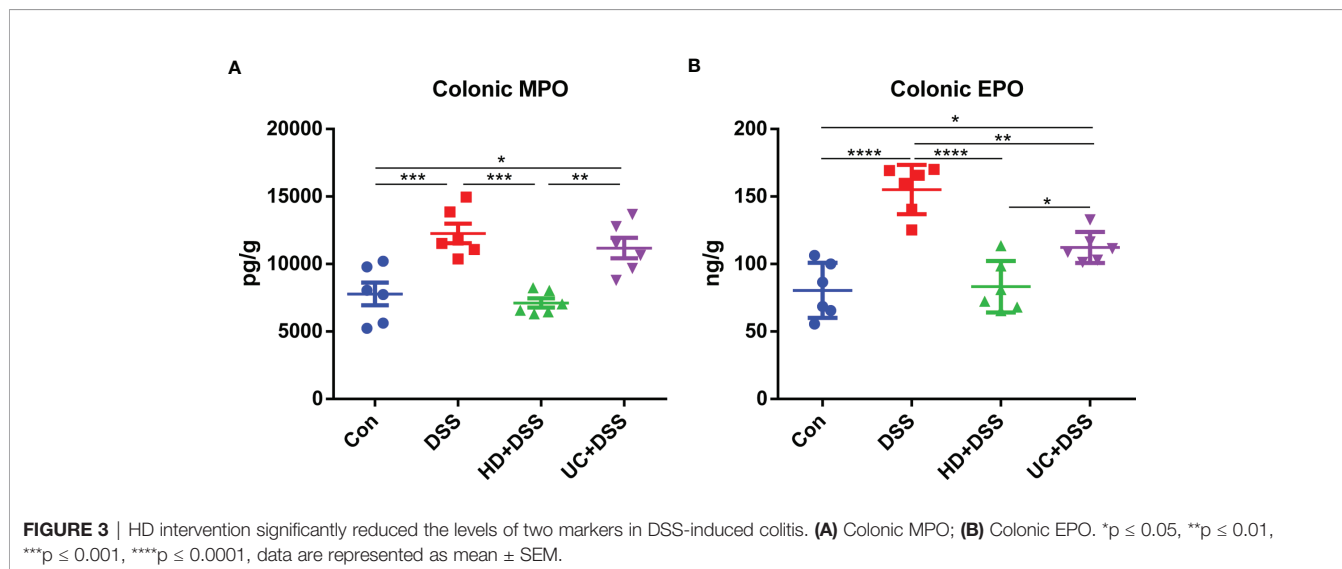 A
Colonic MPO
20000
15000
10000
5000
0
pg/g
*
***
***
**
Con
DSS
HD+DSS
UC+DSS
B
Colonic EPO
200
150
100
50
0
ng/g
*
**
****
****
*
Con
DSS
HD+DSS
UC+DSS
FIGURE 3 | HD intervention significantly reduced the levels of two markers in DSS-induced colitis. (A) Colonic MPO; (B) Colonic EPO. *p ≤ 0.05, **p ≤ 0.01,
***p ≤ 0.001, ****p ≤ 0.0001, data are represented as mean ± SEM.